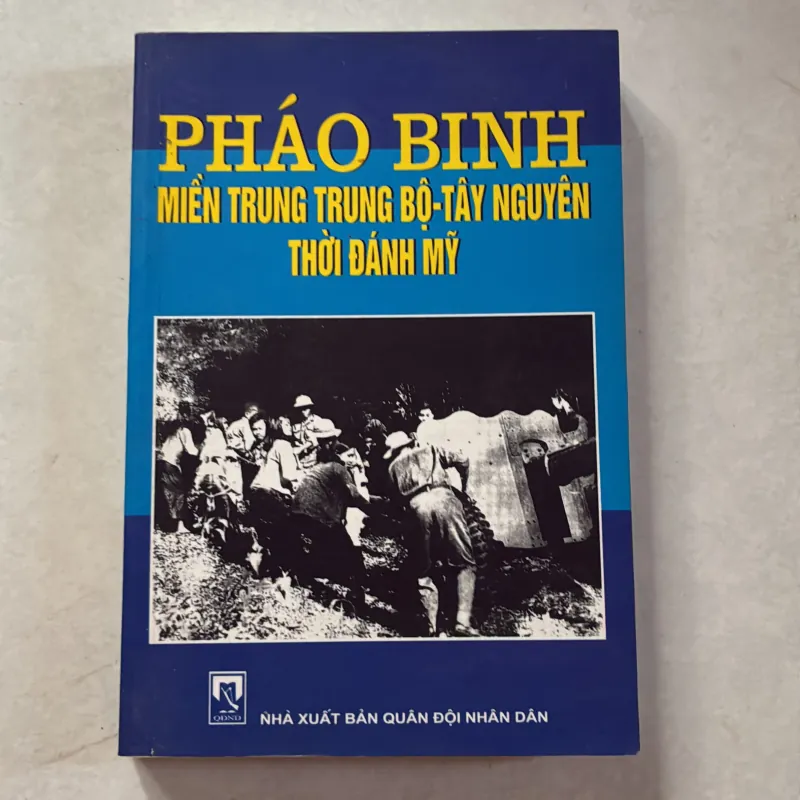 PHÁO BINH
MIỀN TRUNG TRUNG BỘ-TÂY NGUYÊN
THỜI ĐÁNH MỸ
QĐND
NHÀ XUẤT BẢN QUÂN ĐỘI NHÂN DÂN